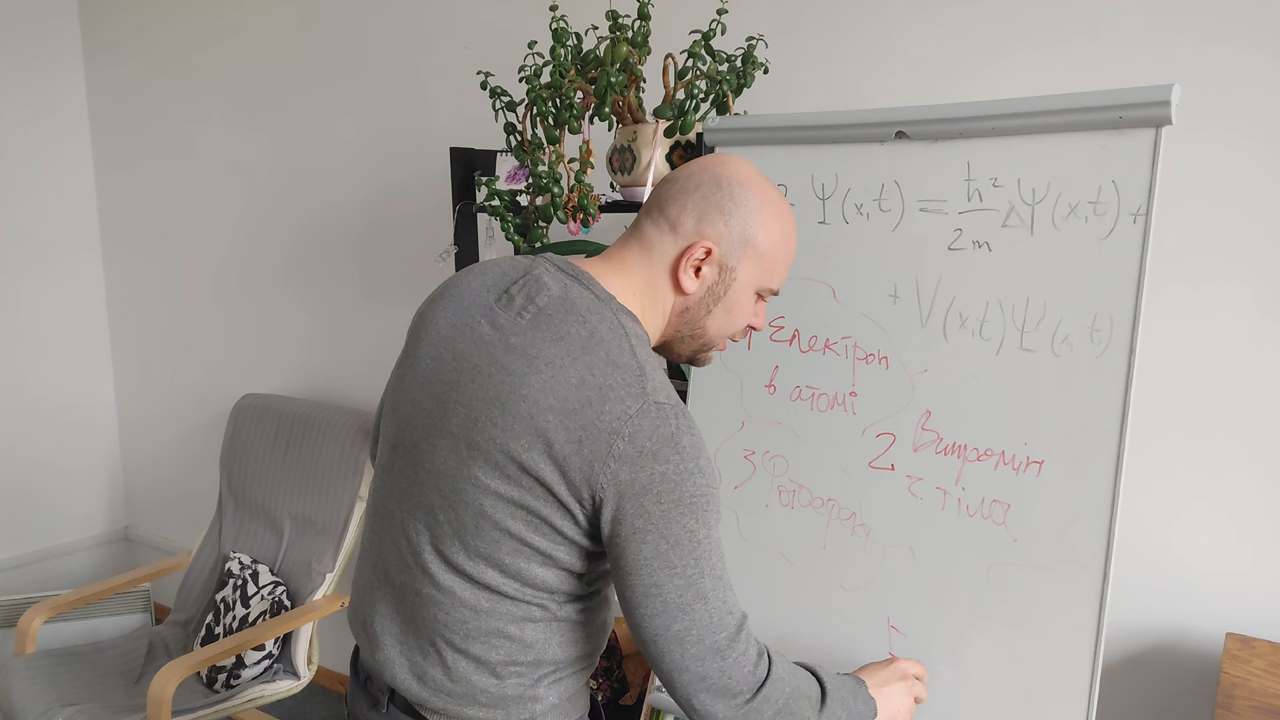 Ψ(x,t) = ħ²/2m ΔΨ(x,t) +
+ V(x,t)Ψ(x,t)
1 Електрон
в атомі
2 Випромін
ч. тіла
3 Фотоефект